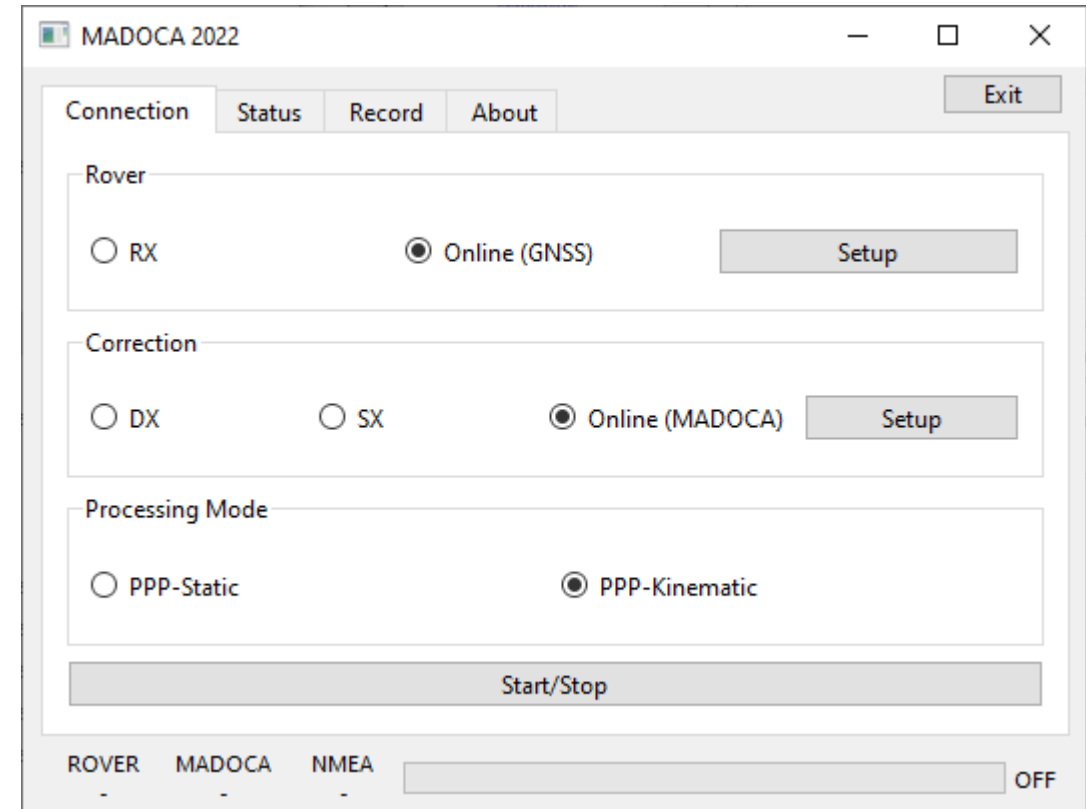 MADOCA 2022
Exit
Connection Status Record About
Rover
RX Online (GNSS) Setup
Correction
DX SX Online (MADOCA) Setup
Processing Mode
PPP-Static PPP-Kinematic
Start/Stop
ROVER MADOCA NMEA
- - - OFF